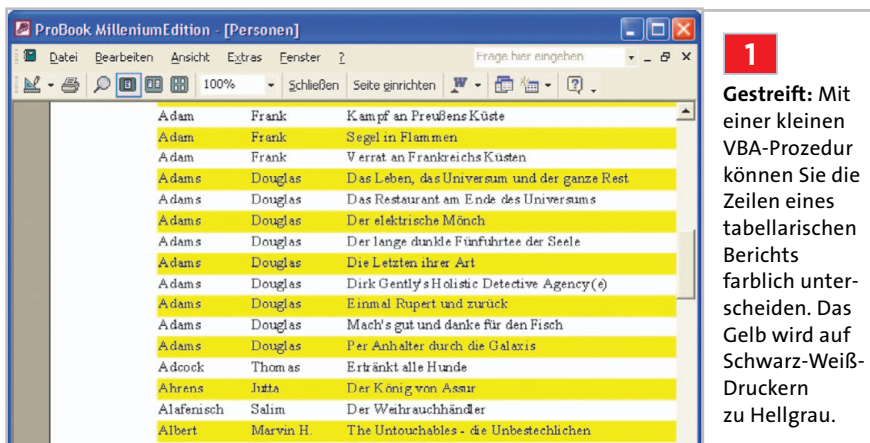 ProBook MilleniumEdition - [Personen]
Datei Bearbeiten Ansicht Extras Fenster ? Frage hier eingeben
100% Schließen Seite einrichten W ?
Adam Frank Kampf an Preußens Küste
Adam Frank Segel in Flammen
Adam Frank Verrat an Frankreichs Küsten
Adams Douglas Das Leben, das Universum und der ganze Rest
Adams Douglas Das Restaurant am Ende des Universums
Adams Douglas Der elektrische Mönch
Adams Douglas Der lange dunkle Fünfuhrtee der Seele
Adams Douglas Die Letzten ihrer Art
Adams Douglas Dirk Gently's Holistic Detective Agency(e)
Adams Douglas Einmal Rupert und zurück
Adams Douglas Mach's gut und danke für den Fisch
Adams Douglas Per Anhalter durch die Galaxis
Adcock Thomas Ertränkt alle Hunde
Ahrens Jutta Der König von Assur
Alafenisch Salim Der Weihrauchhändler
Albert Marvin H. The Untouchables - die Unbestechlichen
1
Gestreift: Mit
einer kleinen
VBA-Prozedur
können Sie die
Zeilen eines
tabellarischen
Berichts
farblich unter-
scheiden. Das
Gelb wird auf
Schwarz-Weiß-
Druckern
zu Hellgrau.